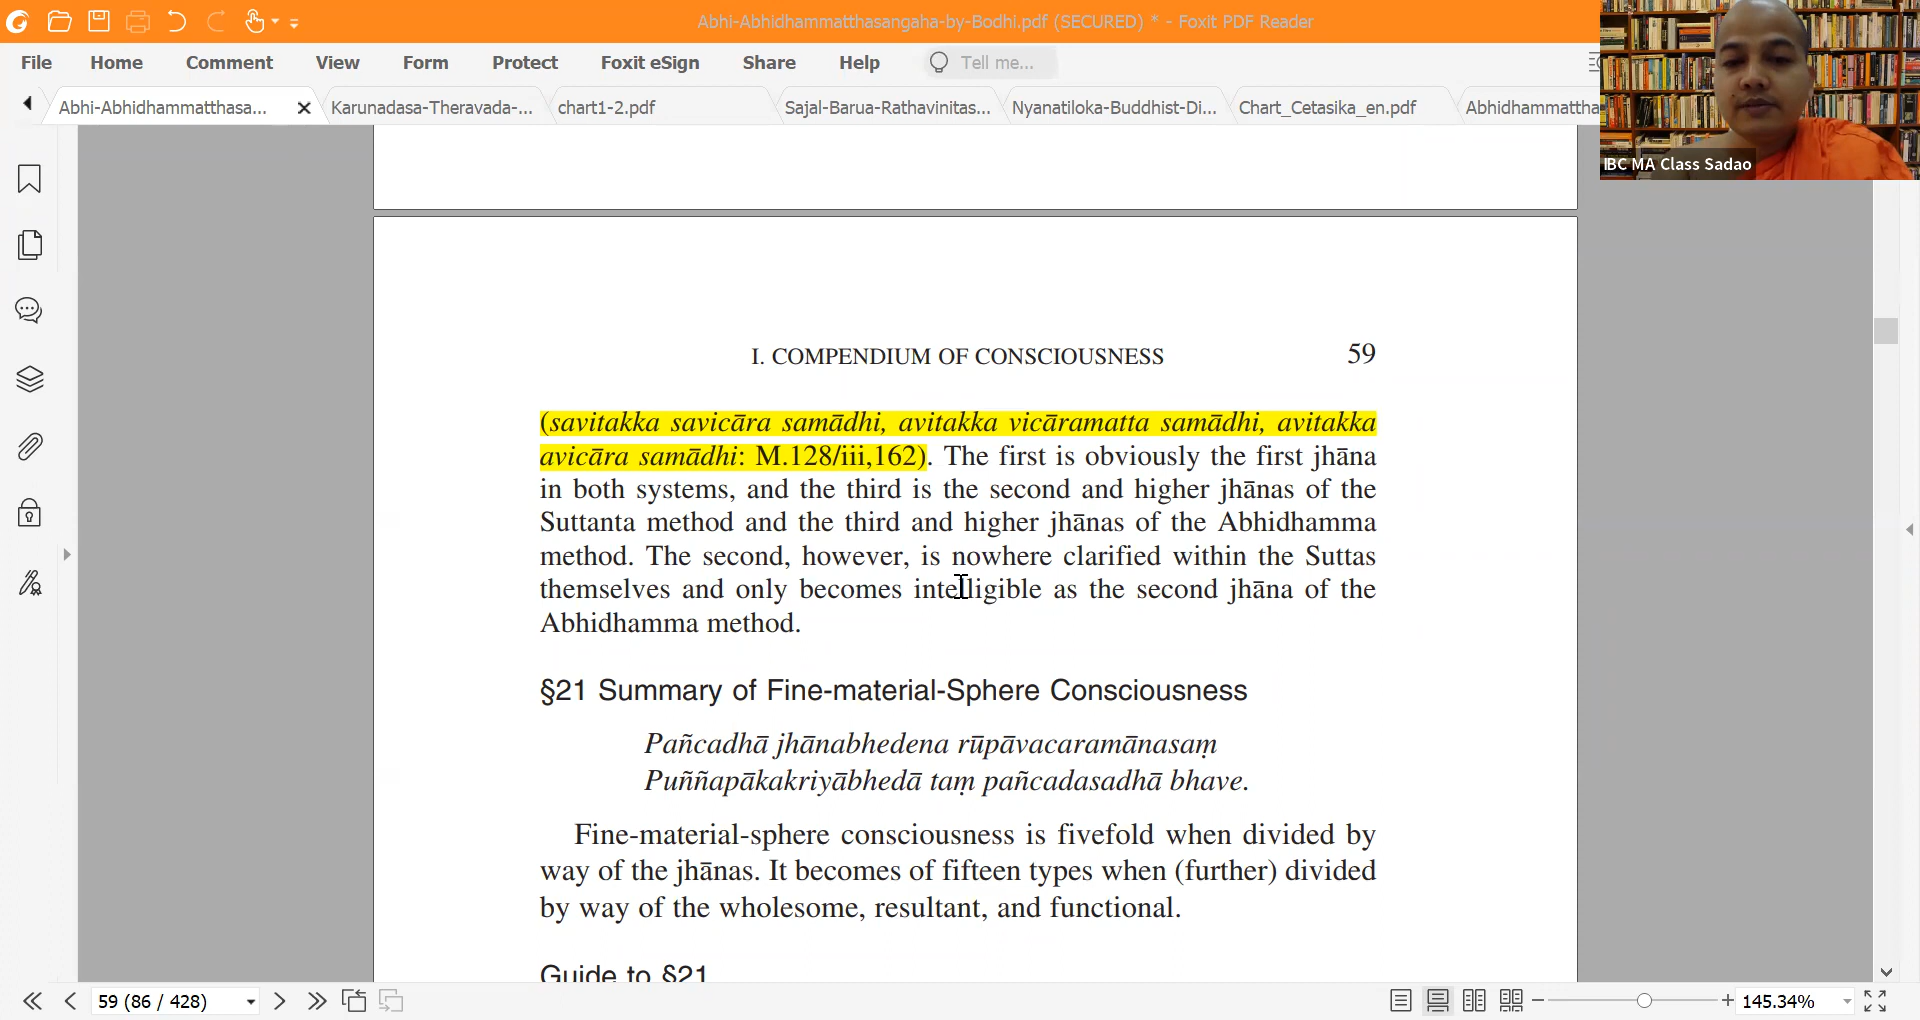 Abhi-Abhidhammatthasangaha-by-Bodhi.pdf (SECURED) * - Foxit PDF Reader
File Home Comment View Form Protect Foxit eSign Share Help Tell me...
Abhi-Abhidhammatthasa... Karunadasa-Theravada-... chart1-2.pdf Sajal-Barua-Rathavinitas... Nyanatiloka-Buddhist-Di... Chart_Cetasika_en.pdf Abhidhammattha
IBC MA Class Sadao
I. COMPENDIUM OF CONSCIOUSNESS 59
(savitakka savicāra samādhi, avitakka vicāramatta samādhi, avitakka
avicāra samādhi: M.128/iii,162). The first is obviously the first jhāna
in both systems, and the third is the second and higher jhānas of the
Suttanta method and the third and higher jhānas of the Abhidhamma
method. The second, however, is nowhere clarified within the Suttas
themselves and only becomes intelligible as the second jhāna of the
Abhidhamma method.
§21 Summary of Fine-material-Sphere Consciousness
Pañcadhā jhānabhedena rūpāvacaramānasaṃ
Puññapākakriyābhedā taṃ pañcadasadhā bhave.
Fine-material-sphere consciousness is fivefold when divided by
way of the jhānas. It becomes of fifteen types when (further) divided
by way of the wholesome, resultant, and functional.
Guide to §21
59 (86 / 428) 145.34%